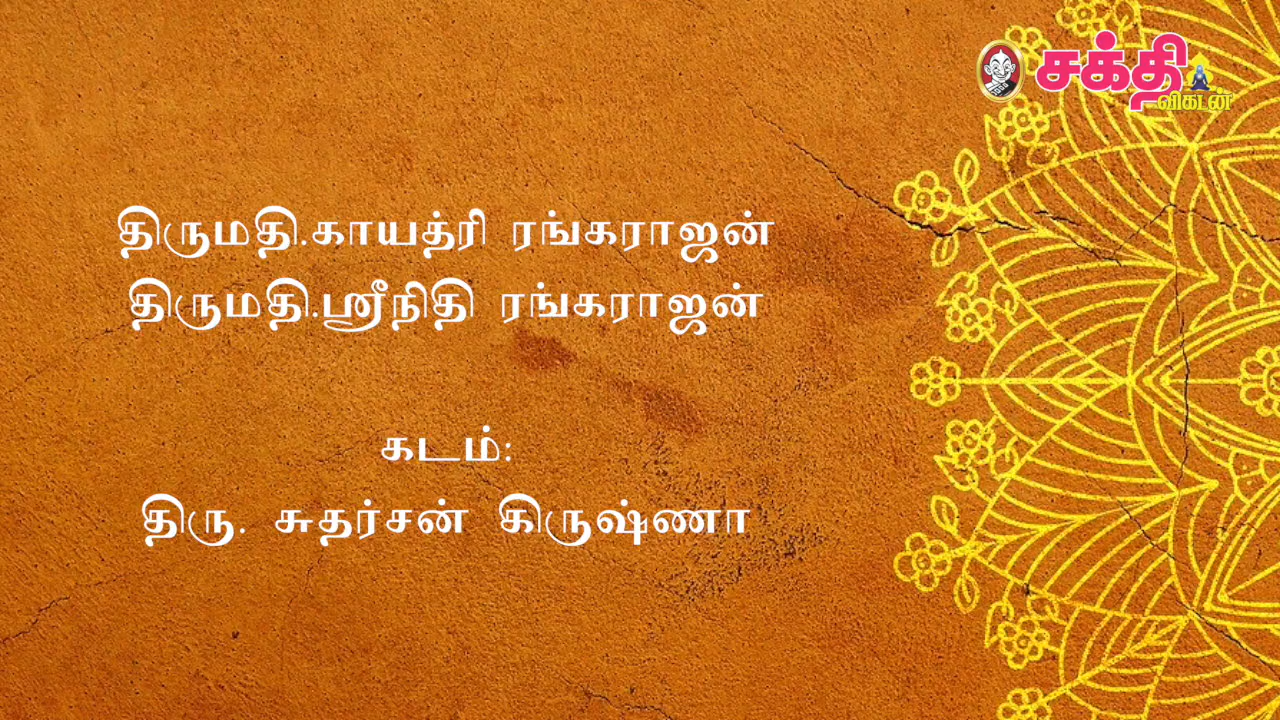 சக்தி
விகடன்
திருமதி.காயத்ரி ரங்கராஜன்
திருமதி.ஸ்ரீநிதி ரங்கராஜன்
கடம்:
திரு. சுதர்சன் கிருஷ்ணா